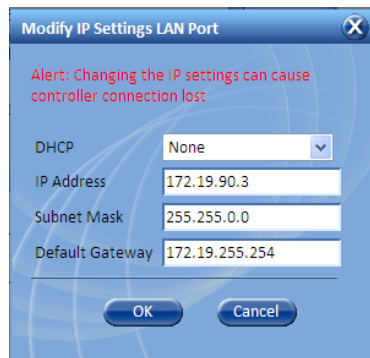 Modify IP Settings LAN Port
Alert: Changing the IP settings can cause
controller connection lost
DHCP None
IP Address 172.19.90.3
Subnet Mask 255.255.0.0
Default Gateway 172.19.255.254
OK Cancel